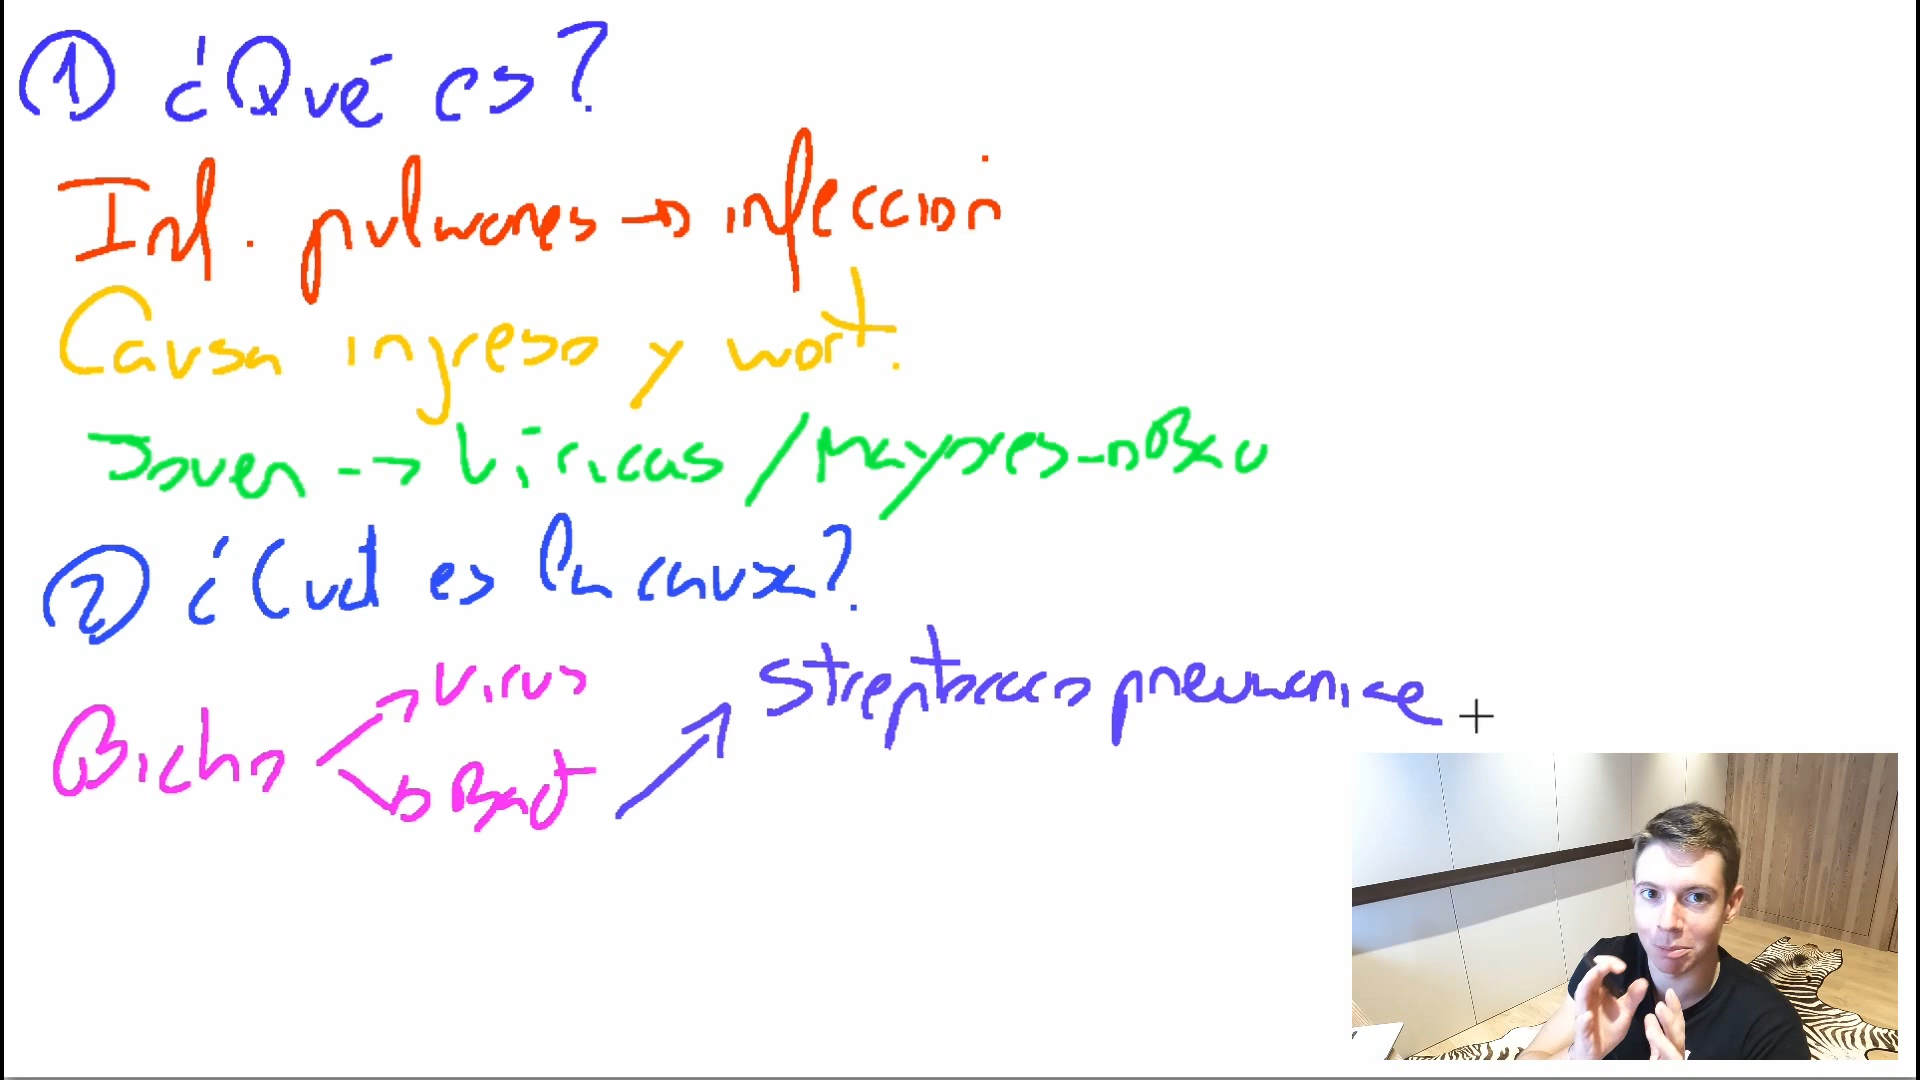 ① ¿Qué es?
Inf. pulmones → infección
Causa ingreso y mort.
Joven → Víricas / Mayores → Bac
② ¿Cuál es la causa?
Streptococo pneumoniae
Bicho → Virus
→ Bact